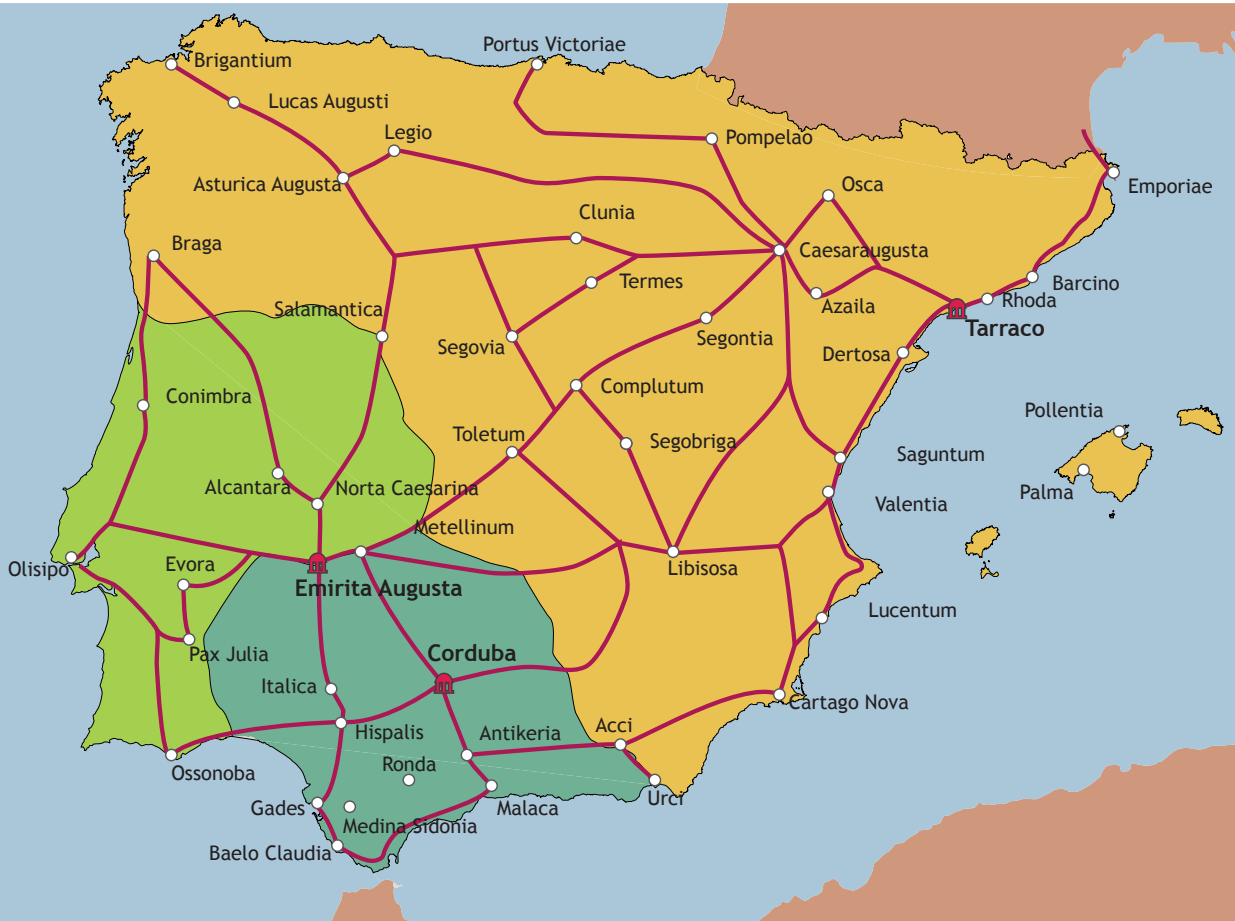 Portus Victoriae
Brigantium
Lucas Augusti
Legio
Pompelao
Asturica Augusta
Osca
Emporiae
Clunia
Braga
Caesaraugusta
Termes
Barcino
Salamantica
Azaila
Rhoda
Tarraco
Segovia
Segontia
Dertosa
Conimbra
Complutum
Pollentia
Toletum
Segobriga
Saguntum
Alcantara
Norta Caesarina
Palma
Valentia
Metellinum
Olisipo
Evora
Libisosa
Emirita Augusta
Lucentum
Pax Julia
Corduba
Italica
Cartago Nova
Hispalis
Antikeria
Acci
Ossonoba
Ronda
Urci
Gades
Malaca
Medina Sidonia
Baelo Claudia